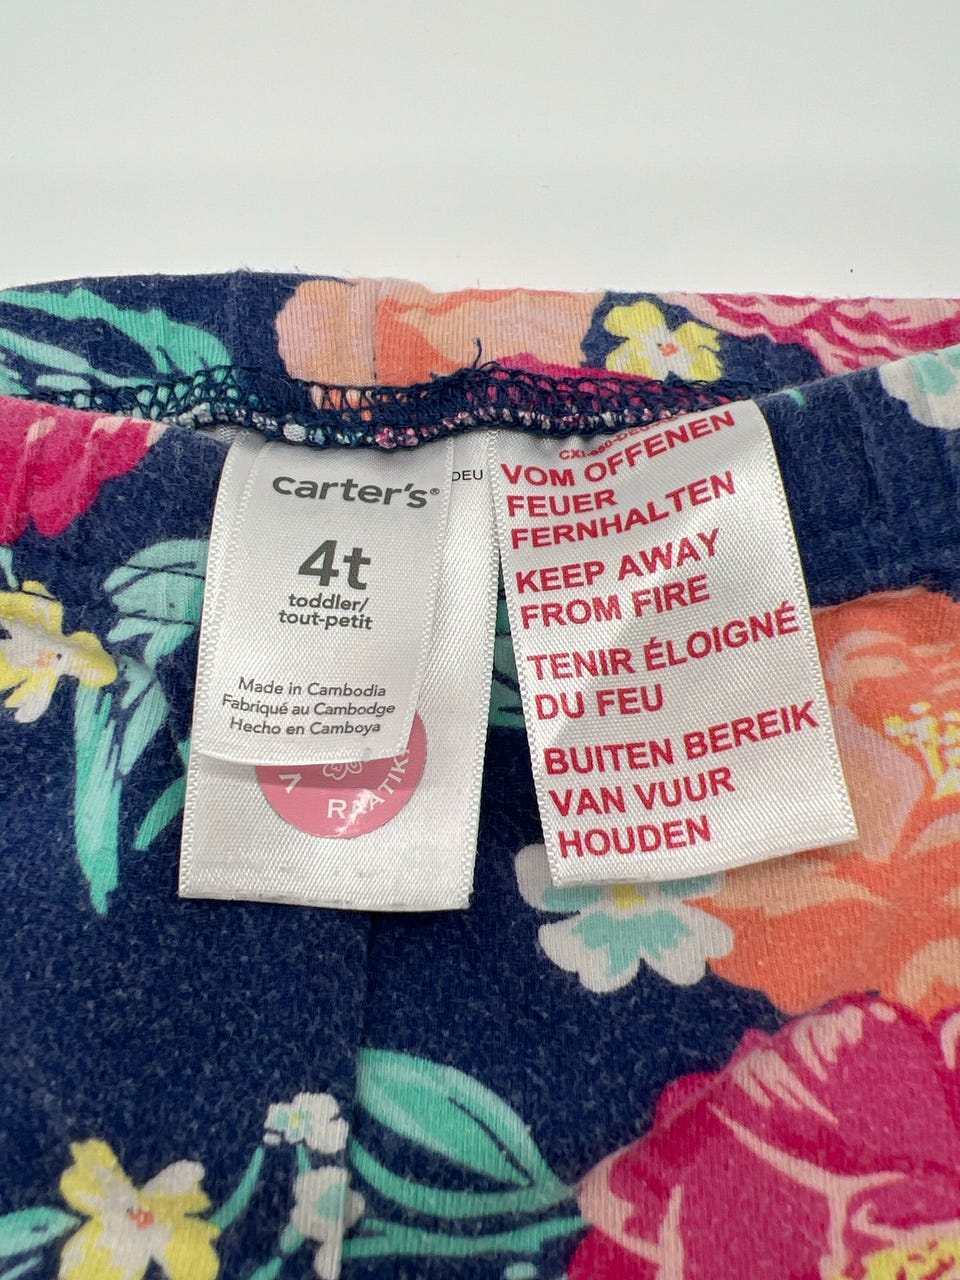 carter's®
4t
toddler/
tout-petit
Made in Cambodia
Fabriqué au Cambodge
Hecho en Camboya
DEU
VOM OFFENEN
FEUER
FERNHALTEN
KEEP AWAY
FROM FIRE
TENIR ÉLOIGNÉ
DU FEU
BUITEN BEREIK
VAN VUUR
HOUDEN